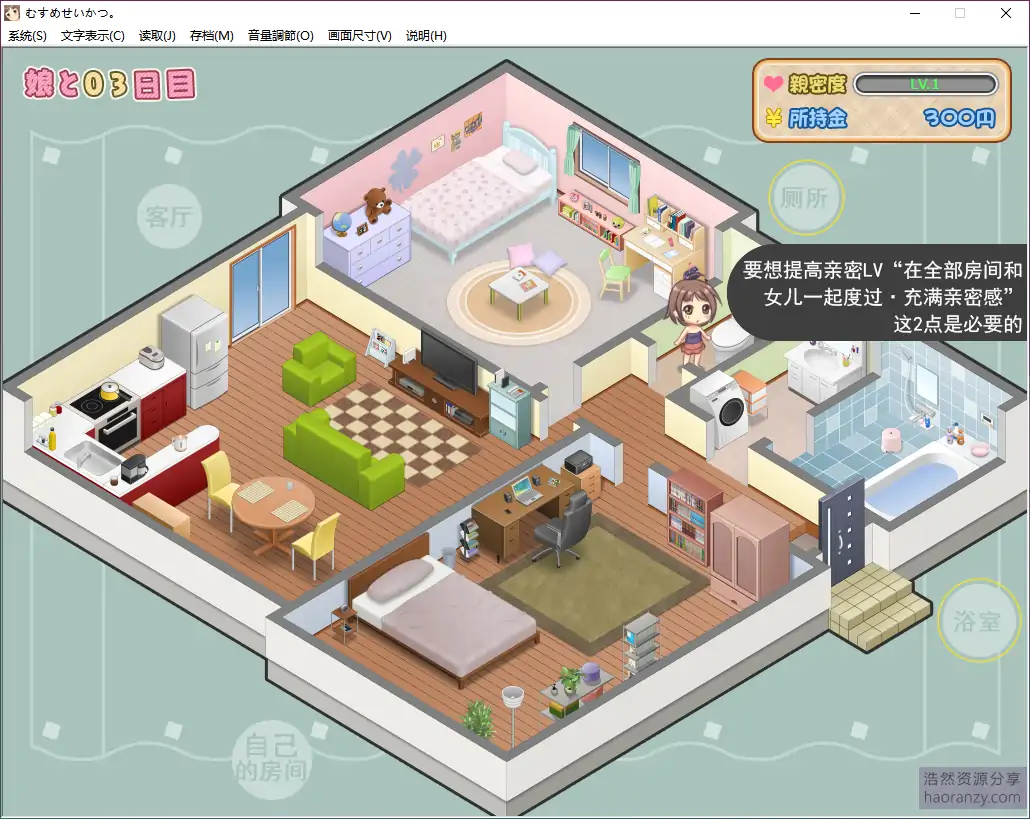 むすめせいかつ。
系统(S) 文字表示(C) 读取(J) 存档(M) 音量調節(O) 画面尺寸(V) 说明(H)
娘と03日目
親密度 LV.1
¥ 所持金 300円
客厅
厕所
要想提高亲密LV“在全部房间和
女儿一起度过・充满亲密感”
这2点是必要的
浴室
自己
的房间
浩然资源分享
haoranzy.com